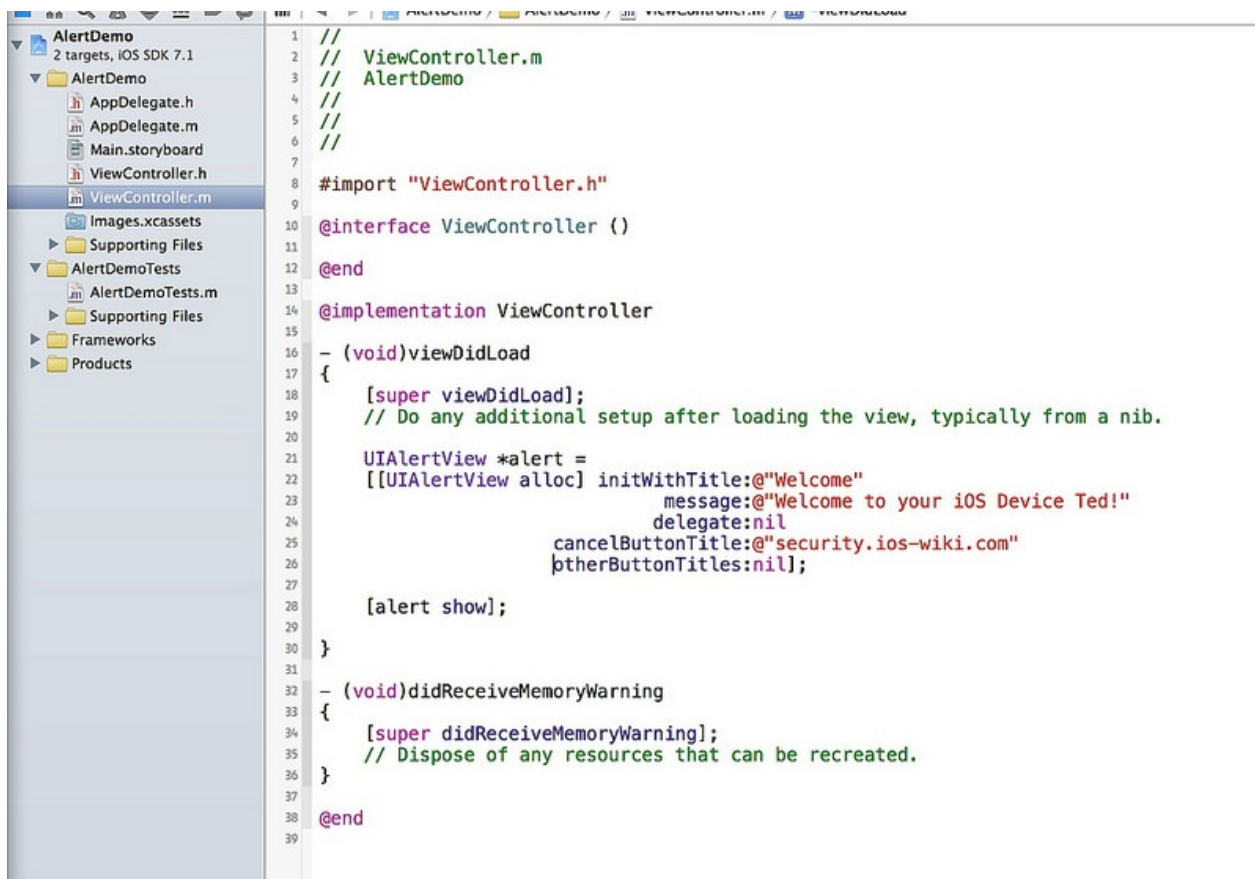 AlertDemo
2 targets, iOS SDK 7.1
AlertDemo
AppDelegate.h
AppDelegate.m
Main.storyboard
ViewController.h
ViewController.m
Images.xcassets
Supporting Files
AlertDemoTests
AlertDemoTests.m
Supporting Files
Frameworks
Products
AlertDemo AlertDemo ViewController.m -viewDidLoad
1 //
2 //  ViewController.m
3 //  AlertDemo
4 //
5 //
6 //
7
8 #import "ViewController.h"
9
10 @interface ViewController ()
11
12 @end
13
14 @implementation ViewController
15
16 - (void)viewDidLoad
17 {
18     [super viewDidLoad];
19     // Do any additional setup after loading the view, typically from a nib.
20
21     UIAlertView *alert =
22     [[UIAlertView alloc] initWithTitle:@"Welcome"
23                                message:@"Welcome to your iOS Device Ted!"
24                               delegate:nil
25                      cancelButtonTitle:@"security.ios-wiki.com"
26                      otherButtonTitles:nil];
27
28     [alert show];
29
30 }
31
32 - (void)didReceiveMemoryWarning
33 {
34     [super didReceiveMemoryWarning];
35     // Dispose of any resources that can be recreated.
36 }
37
38 @end
39